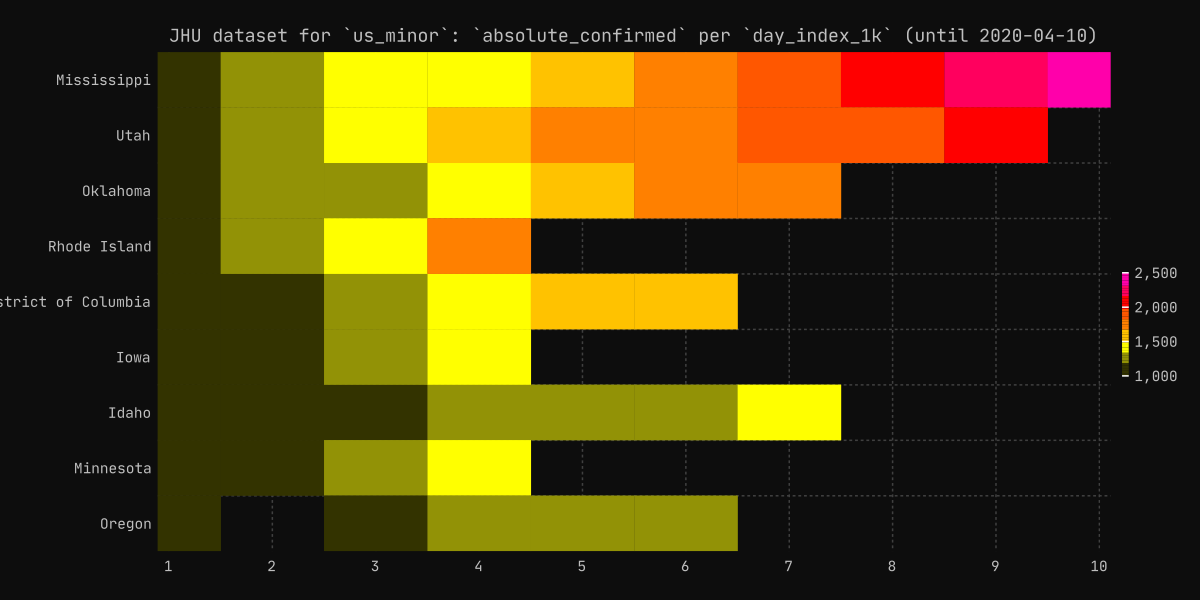 JHU dataset for `us_minor`: `absolute_confirmed` per `day_index_1k` (until 2020-04-10)
Mississippi
Utah
Oklahoma
Rhode Island
strict of Columbia
Iowa
Idaho
Minnesota
Oregon
1 2 3 4 5 6 7 8 9 10
2,500
2,000
1,500
1,000